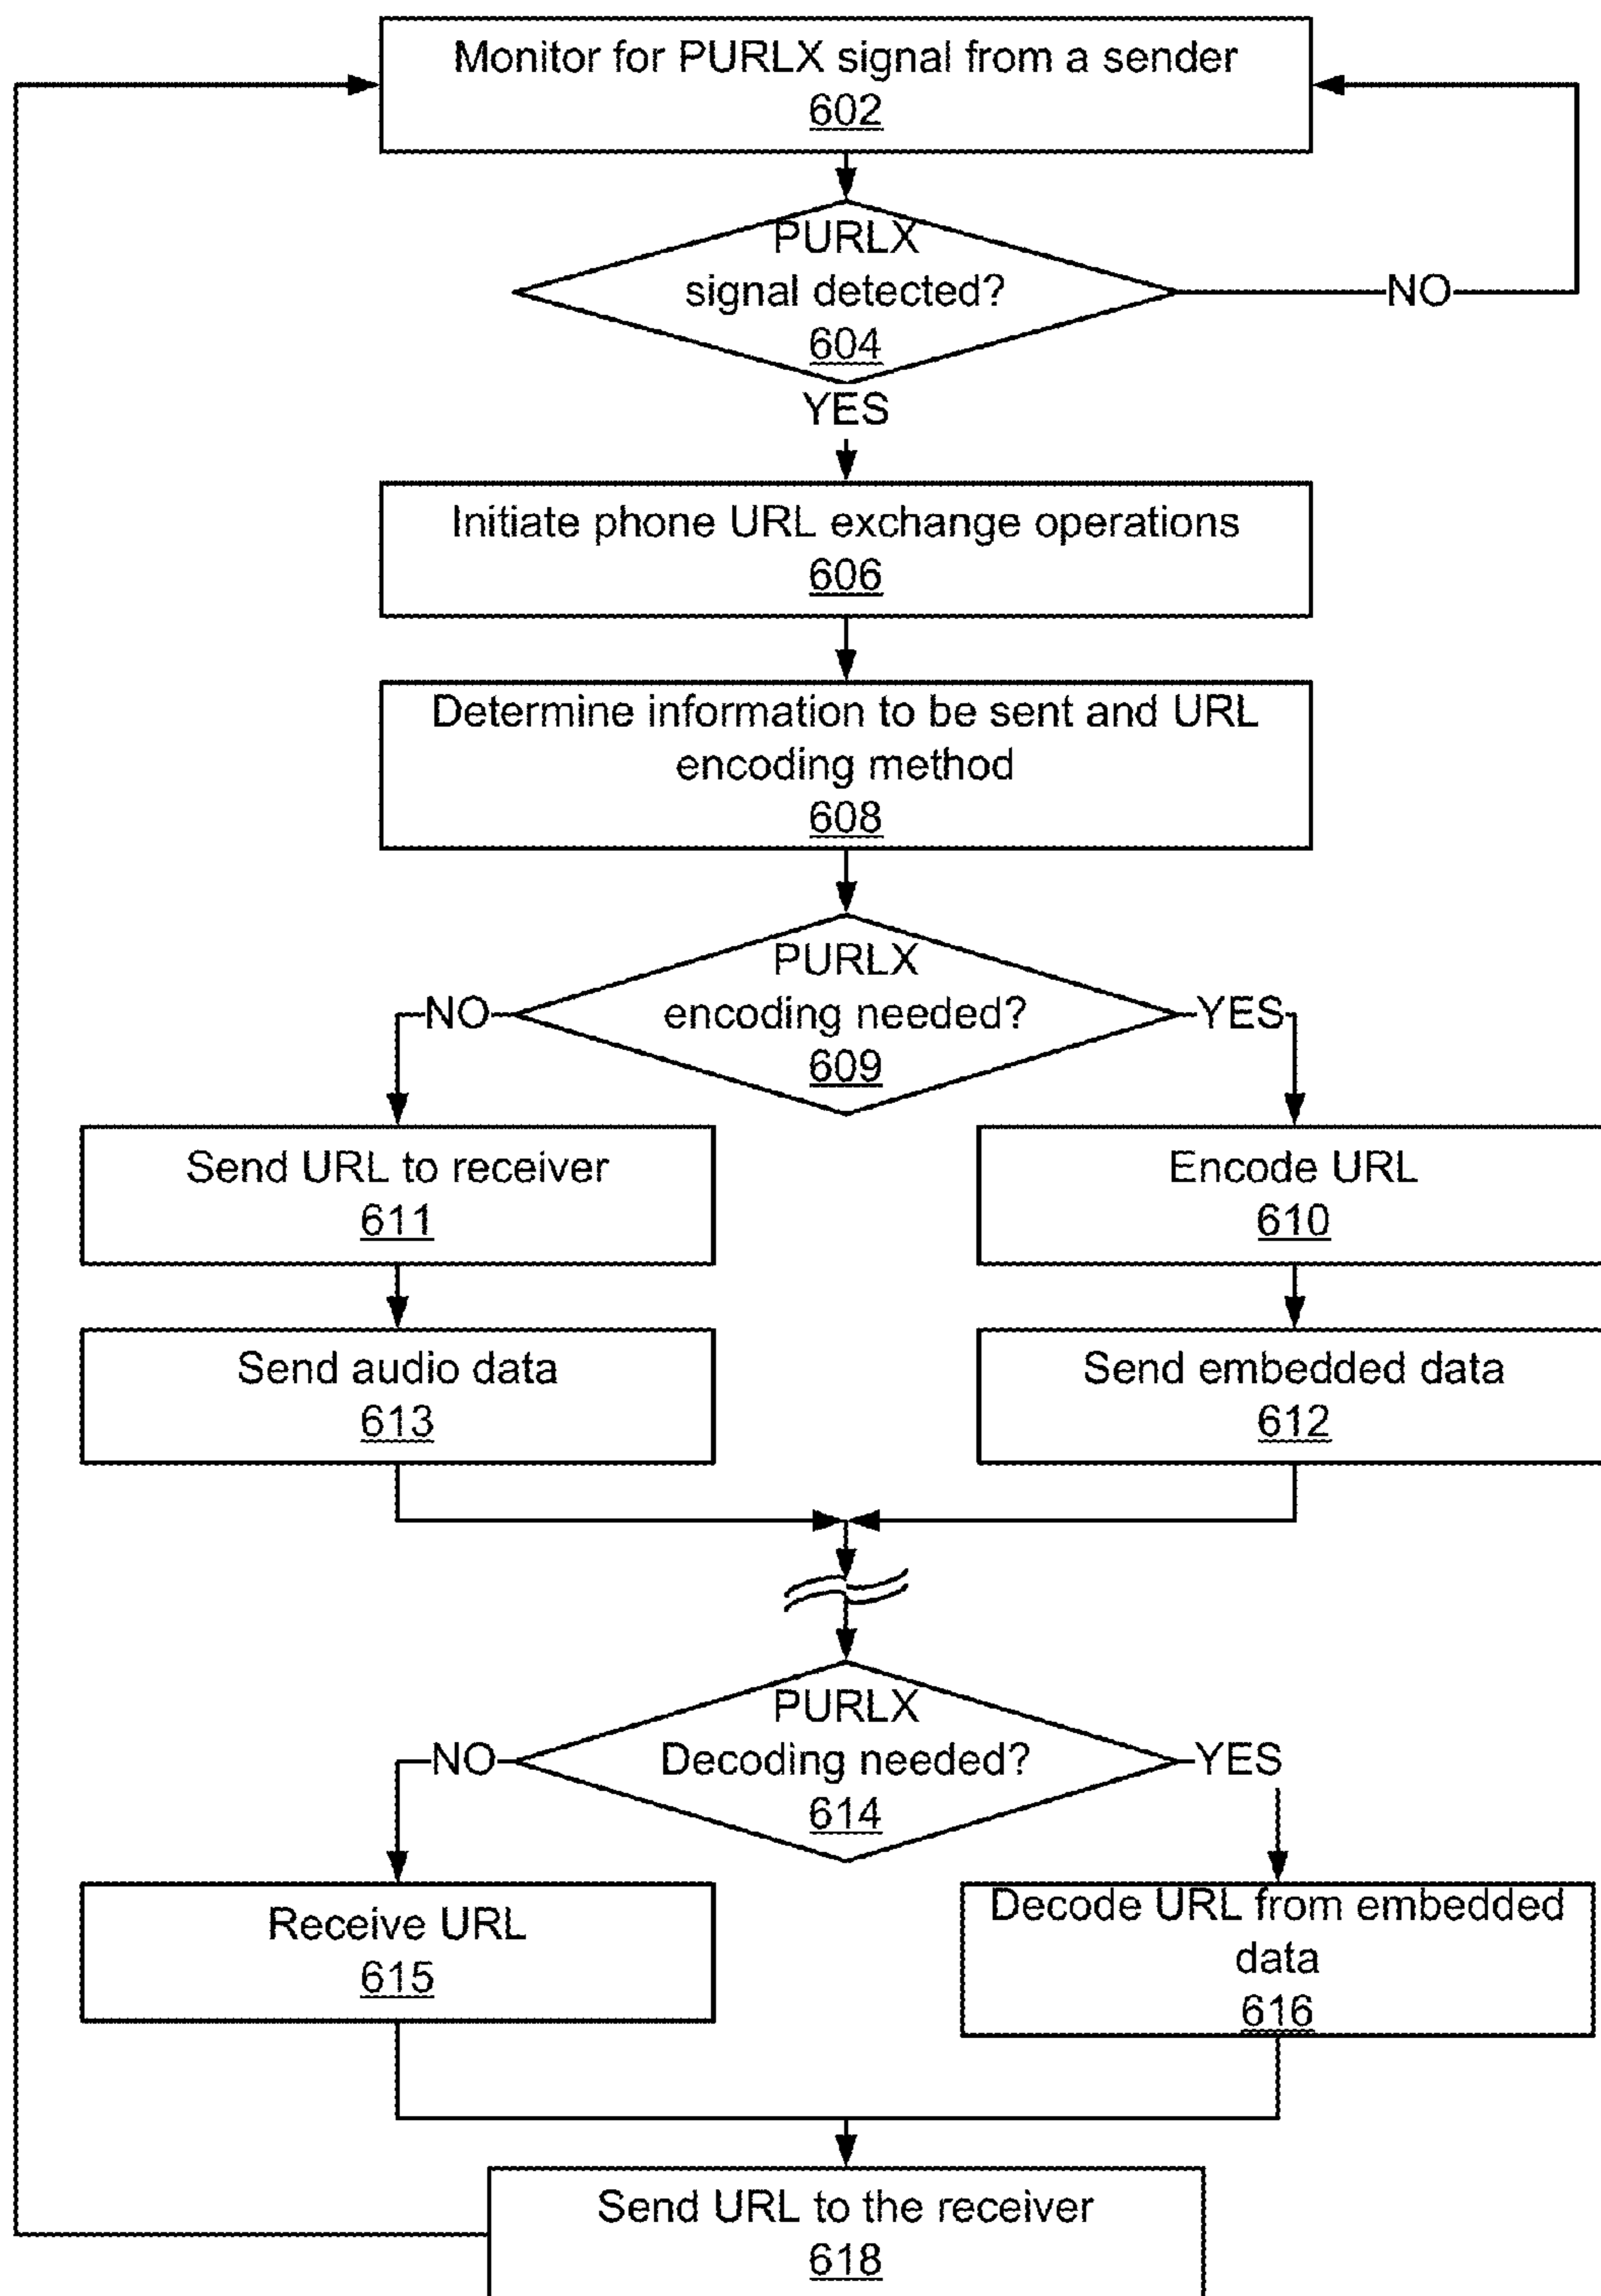 Monitor for PURLX signal from a sender
602
PURLX
signal detected?
604
NO
YES
Initiate phone URL exchange operations
606
Determine information to be sent and URL
encoding method
608
PURLX
encoding needed?
609
NO
YES
Send URL to receiver
611
Encode URL
610
Send audio data
613
Send embedded data
612
PURLX
Decoding needed?
614
NO
YES
Receive URL
615
Decode URL from embedded
data
616
Send URL to the receiver
618